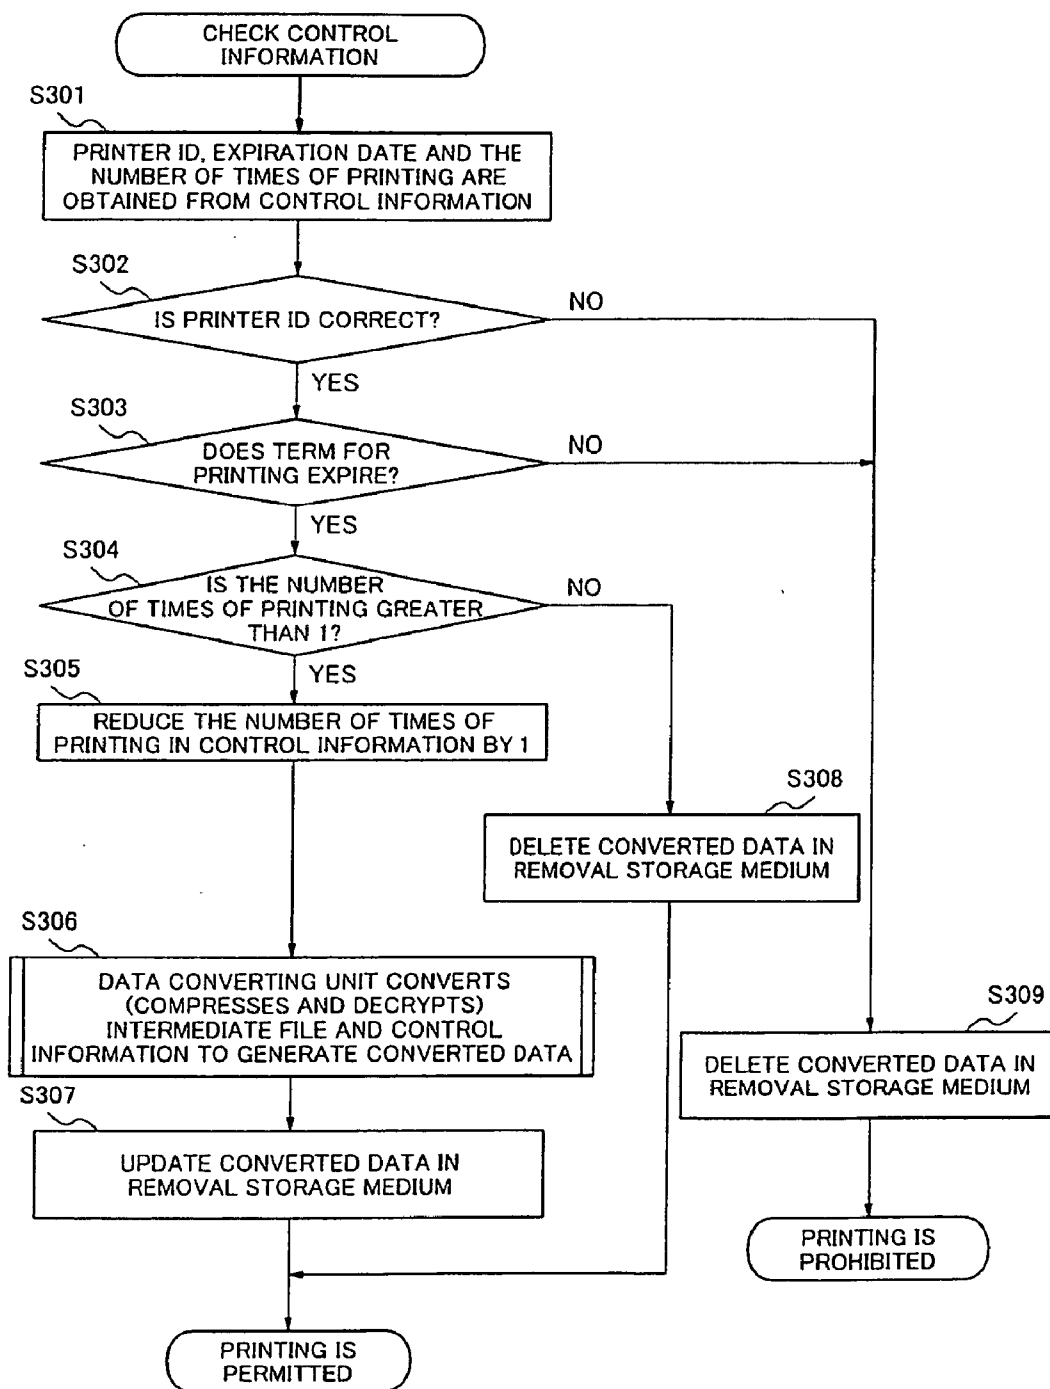 CHECK CONTROL
INFORMATION
S301
PRINTER ID, EXPIRATION DATE AND THE
NUMBER OF TIMES OF PRINTING ARE
OBTAINED FROM CONTROL INFORMATION
S302
IS PRINTER ID CORRECT?
NO
YES
S303
DOES TERM FOR
PRINTING EXPIRE?
NO
YES
S304
IS THE NUMBER
OF TIMES OF PRINTING GREATER
THAN 1?
NO
YES
S305
REDUCE THE NUMBER OF TIMES OF
PRINTING IN CONTROL INFORMATION BY 1
S308
DELETE CONVERTED DATA IN
REMOVAL STORAGE MEDIUM
S306
DATA CONVERTING UNIT CONVERTS
(COMPRESSES AND DECRYPTS)
INTERMEDIATE FILE AND CONTROL
INFORMATION TO GENERATE CONVERTED DATA
S309
DELETE CONVERTED DATA IN
REMOVAL STORAGE MEDIUM
S307
UPDATE CONVERTED DATA IN
REMOVAL STORAGE MEDIUM
PRINTING IS
PROHIBITED
PRINTING IS
PERMITTED